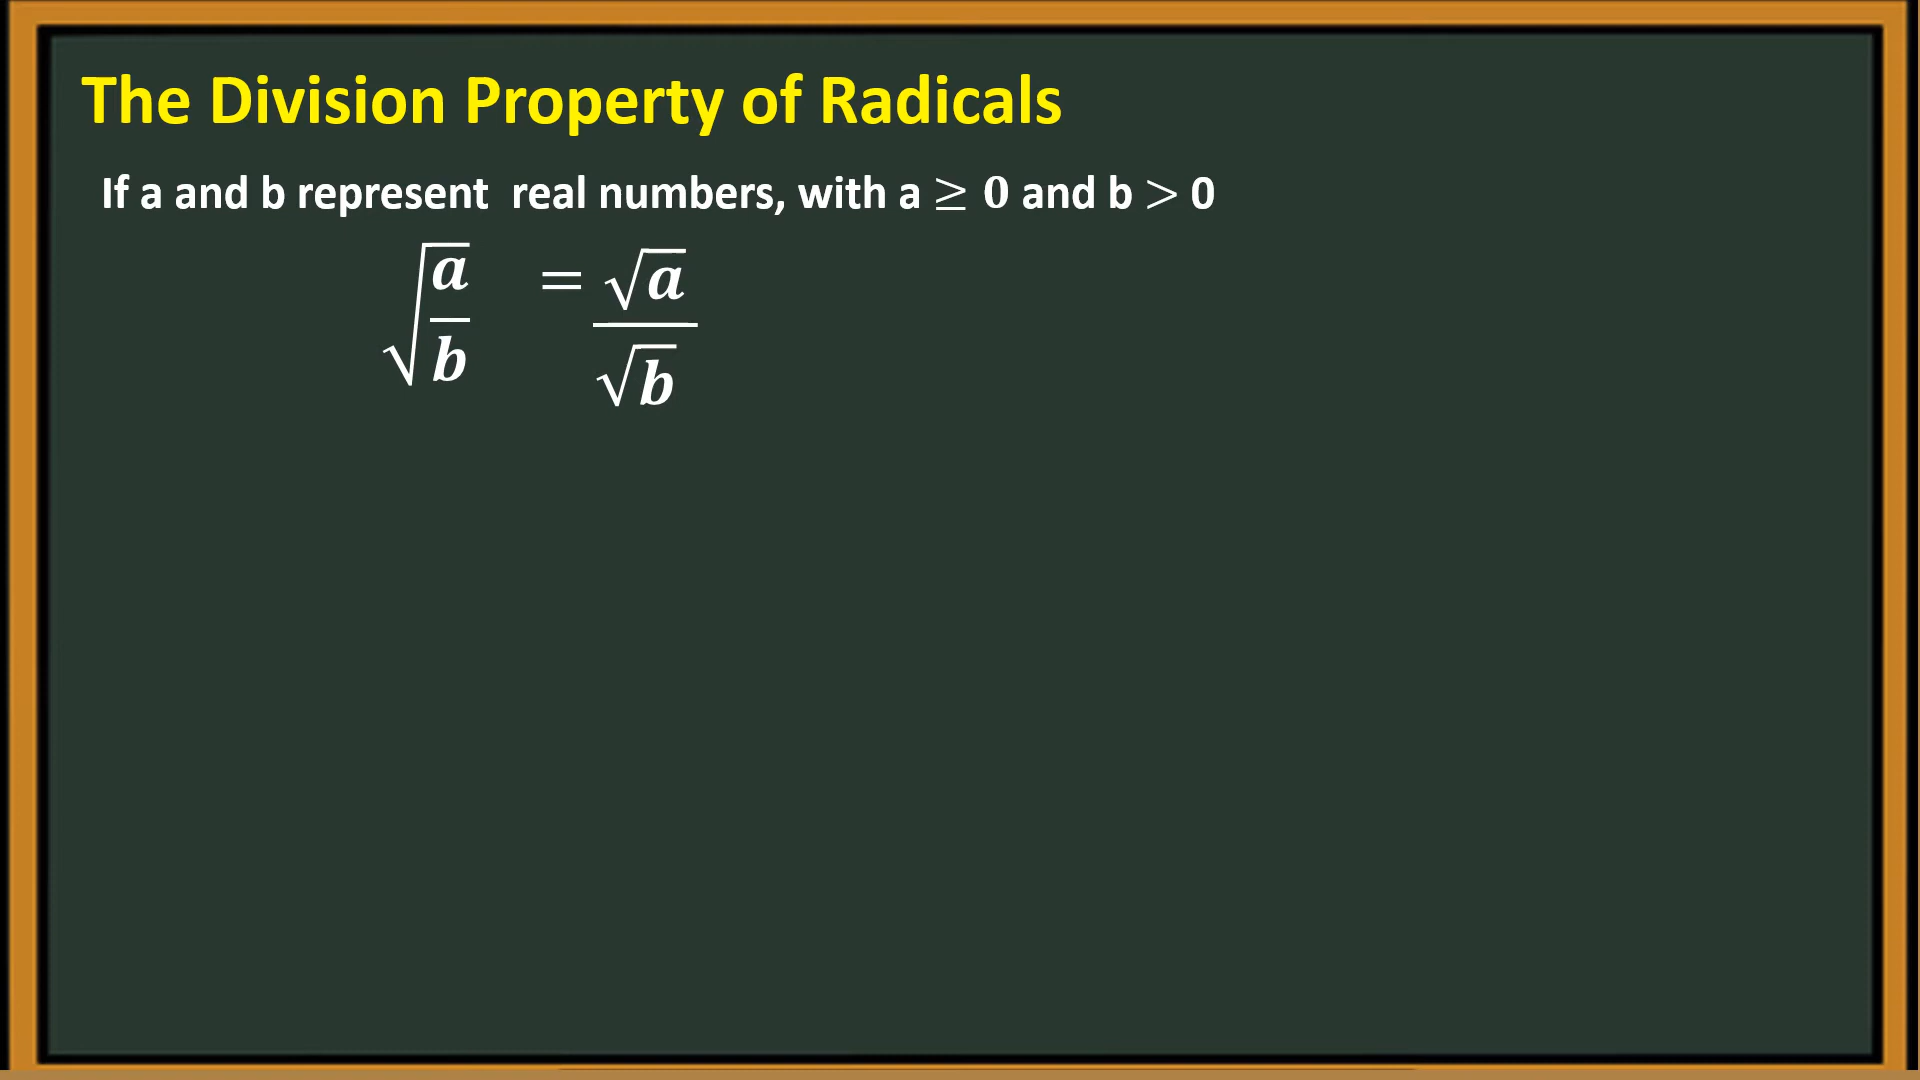 The Division Property of Radicals
If a and b represent real numbers, with a ≥ 0 and b > 0
√(a/b) = √a/√b